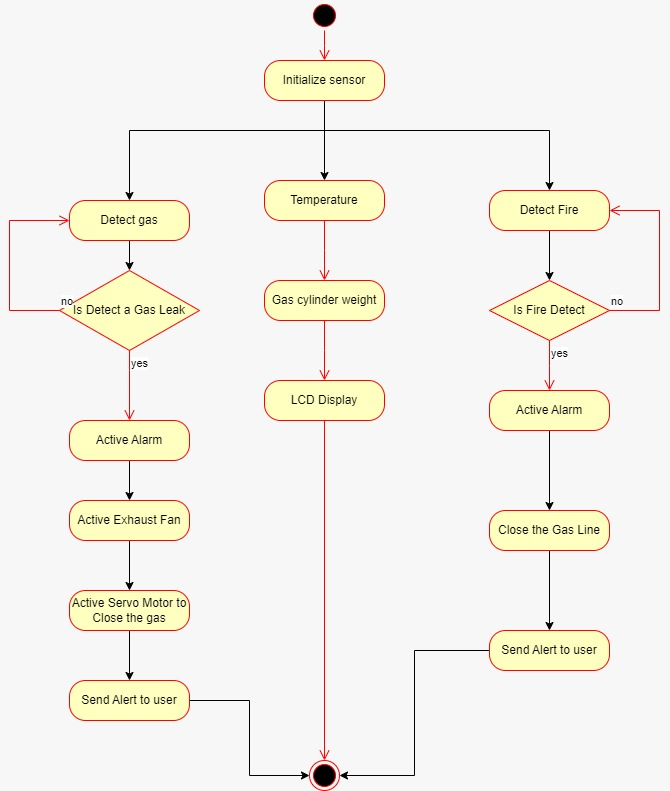 Initialize sensor
Detect gas
Temperature
Detect Fire
no
Is Detect a Gas Leak
Gas cylinder weight
Is Fire Detect
no
yes
yes
LCD Display
Active Alarm
Active Alarm
Active Exhaust Fan
Close the Gas Line
Active Servo Motor to
Close the gas
Send Alert to user
Send Alert to user